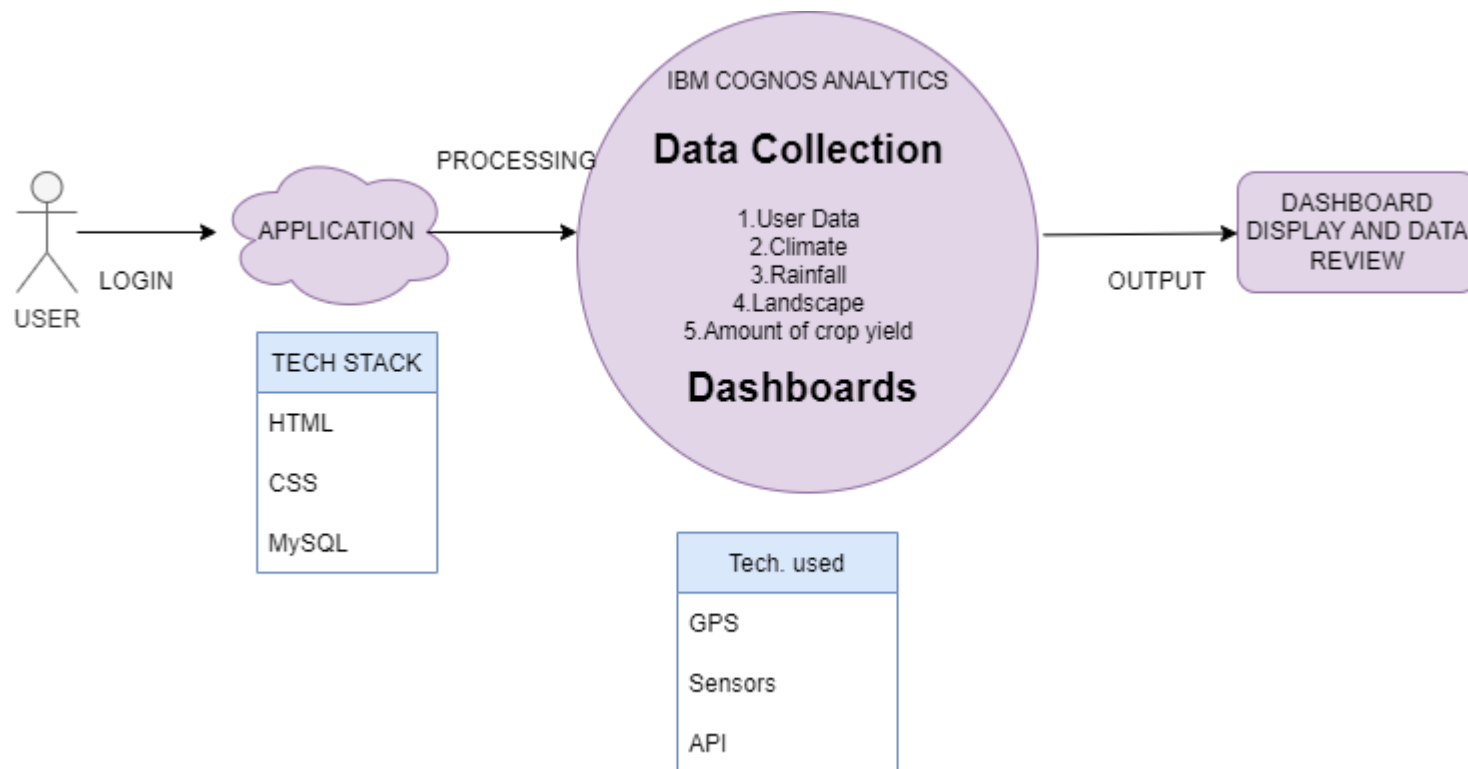 USER
LOGIN
APPLICATION
TECH STACK
HTML
CSS
MySQL
PROCESSING
IBM COGNOS ANALYTICS
Data Collection
1.User Data
2.Climate
3.Rainfall
4.Landscape
5.Amount of crop yield
Dashboards
Tech. used
GPS
Sensors
API
OUTPUT
DASHBOARD
DISPLAY AND DATA
REVIEW